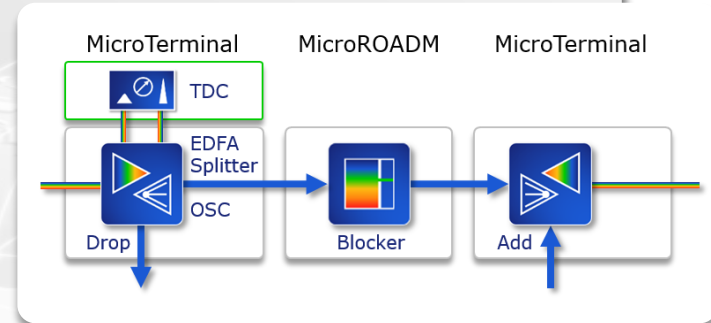 MicroTerminal
MicroROADM
MicroTerminal
TDC
EDFA
Splitter
OSC
Drop
Blocker
Add